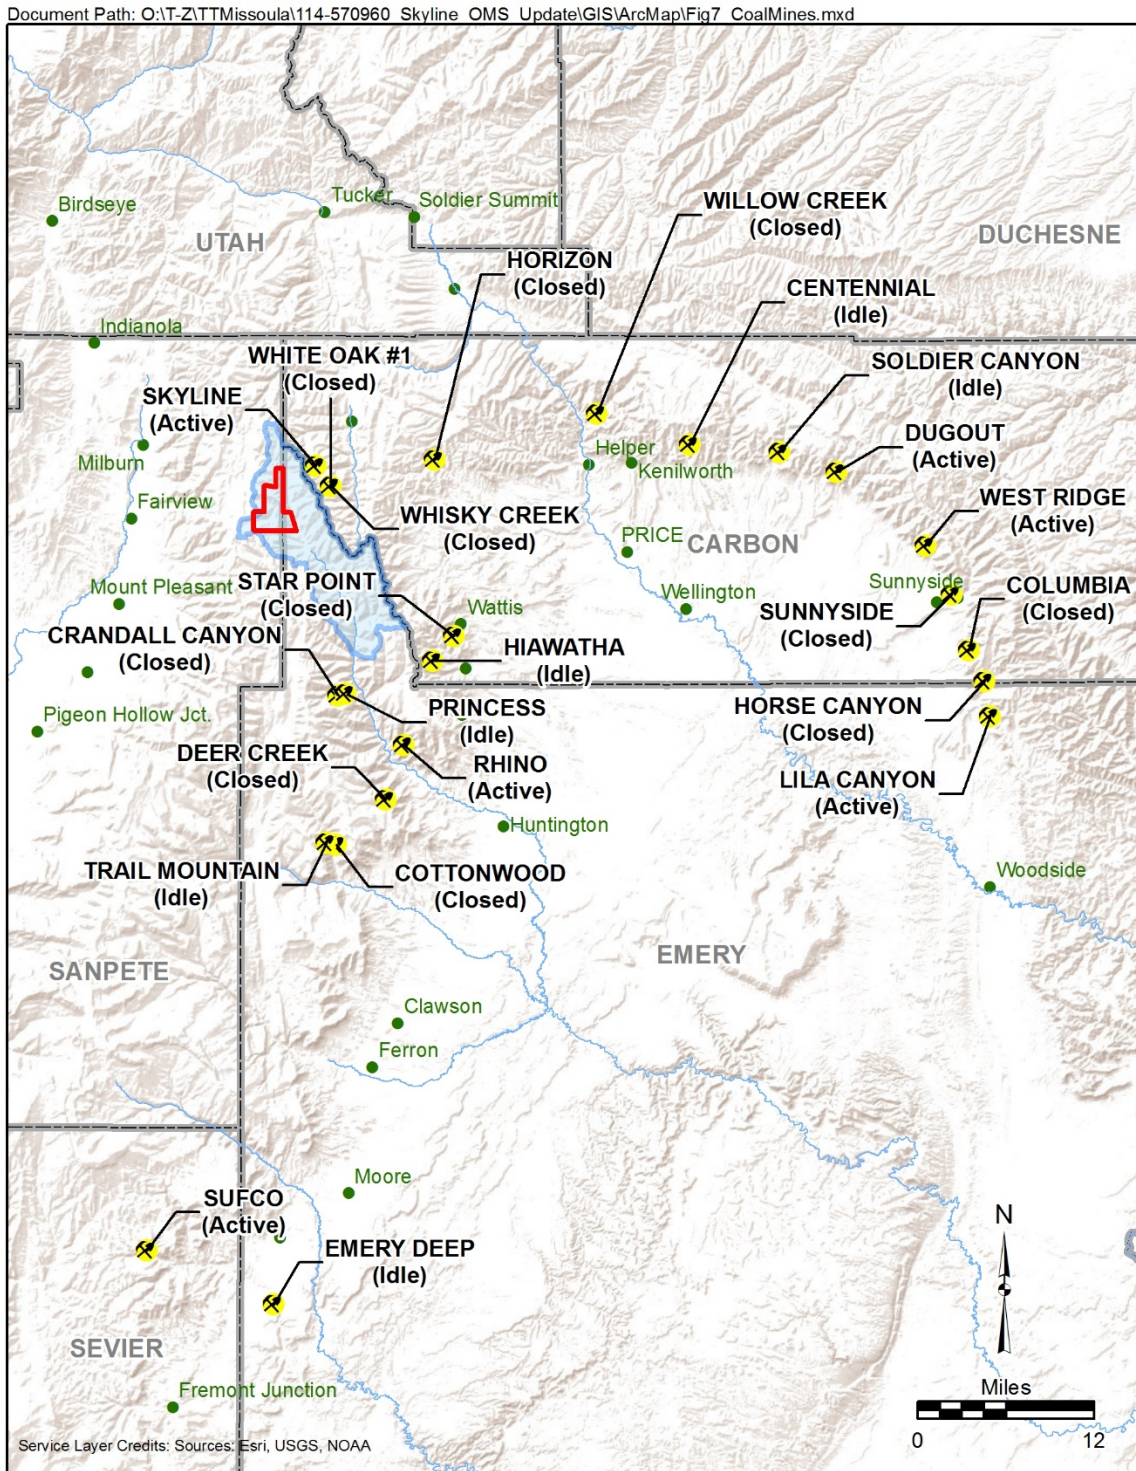 Document Path: O:\T-Z\TTMissoula\114-570960_Skyline_OMS_Update\GIS\ArcMap\Fig7_CoalMines.mxd
Birdseye
Tucker
Soldier Summit
UTAH
WILLOW CREEK
(Closed)
DUCHESNE
HORIZON
(Closed)
CENTENNIAL
(Idle)
Indianola
WHITE OAK #1
(Closed)
SOLDIER CANYON
(Idle)
SKYLINE
(Active)
DUGOUT
(Active)
Milburn
Helper
Kenilworth
Fairview
WHISKY CREEK
(Closed)
WEST RIDGE
(Active)
PRICE
CARBON
STAR POINT
(Closed)
Mount Pleasant
Wattis
Wellington
Sunnyside
COLUMBIA
(Closed)
SUNNYSIDE
(Closed)
CRANDALL CANYON
(Closed)
HIAWATHA
(Idle)
Pigeon Hollow Jct.
PRINCESS
(Idle)
HORSE CANYON
(Closed)
DEER CREEK
(Closed)
RHINO
(Active)
LILA CANYON
(Active)
Huntington
TRAIL MOUNTAIN
(Idle)
COTTONWOOD
(Closed)
Woodside
SANPETE
EMERY
Clawson
Ferron
Moore
SUFCO
(Active)
EMERY DEEP
(Idle)
N
SEVIER
Fremont Junction
Miles
0 12
Service Layer Credits: Sources: Esri, USGS, NOAA